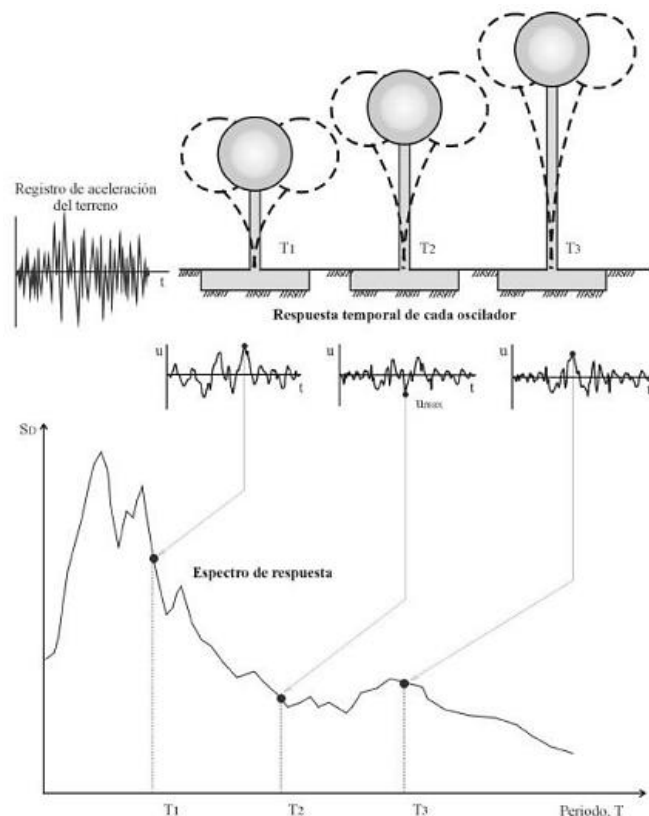 Registro de aceleración
del terreno
t
T1
T2
T3
Respuesta temporal de cada oscilador
u
t
u
t
umax
u
t
SD
Espectro de respuesta
T1
T2
T3
Periodo, T